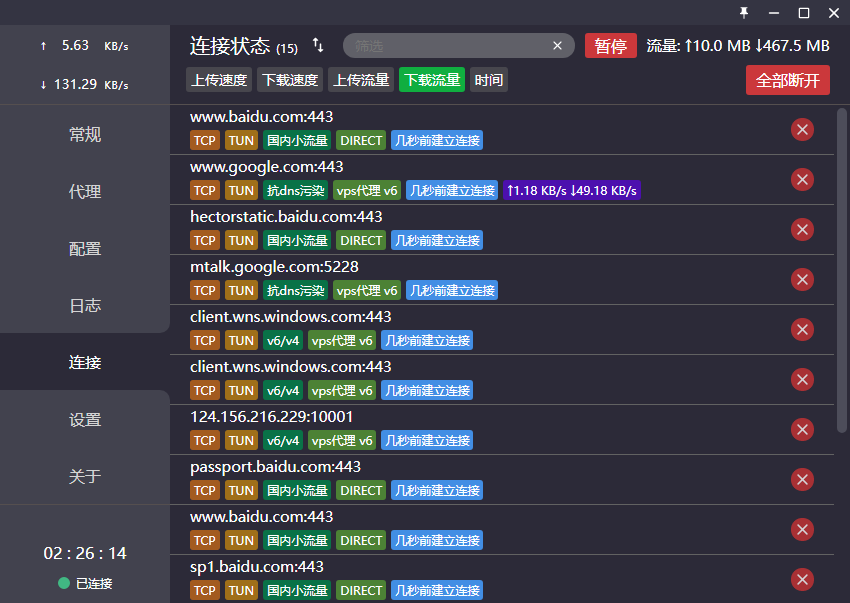 ↑ 5.63 KB/s
↓ 131.29 KB/s
常规
代理
配置
日志
连接
设置
关于
02 : 26 : 14
已连接
连接状态 (15) 筛选 暂停 流量: ↑10.0 MB ↓467.5 MB
上传速度 下载速度 上传流量 下载流量 时间 全部断开
www.baidu.com:443
TCP TUN 国内小流量 DIRECT 几秒前建立连接
www.google.com:443
TCP TUN 抗dns污染 vps代理 v6 几秒前建立连接 ↑1.18 KB/s ↓49.18 KB/s
hectorstatic.baidu.com:443
TCP TUN 国内小流量 DIRECT 几秒前建立连接
mtalk.google.com:5228
TCP TUN 抗dns污染 vps代理 v6 几秒前建立连接
client.wns.windows.com:443
TCP TUN v6/v4 vps代理 v6 几秒前建立连接
client.wns.windows.com:443
TCP TUN v6/v4 vps代理 v6 几秒前建立连接
124.156.216.229:10001
TCP TUN v6/v4 vps代理 v6 几秒前建立连接
passport.baidu.com:443
TCP TUN 国内小流量 DIRECT 几秒前建立连接
www.baidu.com:443
TCP TUN 国内小流量 DIRECT 几秒前建立连接
sp1.baidu.com:443
TCP TUN 国内小流量 DIRECT 几秒前建立连接